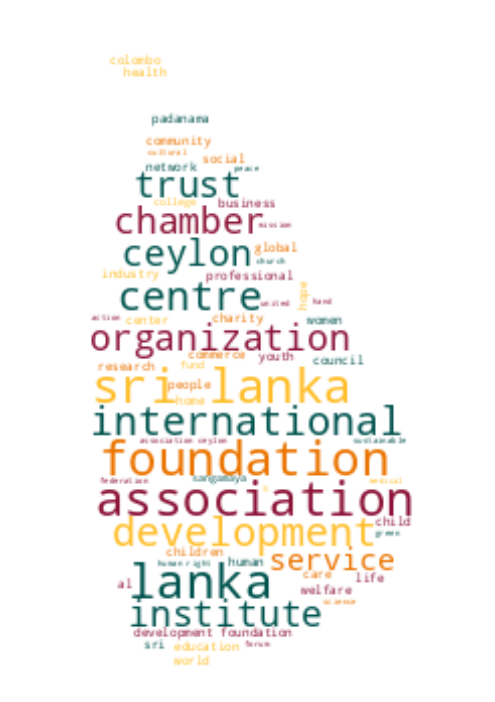 colombo
health
padanama
community
cultural
social
network peace
trust
college business
chamber mission
ceylon global
church
industry professional
centre hope
united hand
action center charity women
organization
commerce youth council
research fund
sri lanka
people
home
international
association ceylon sustainable
foundation
federation sangamaya medical
association
development child
green
children service
human right human
care life
al lanka welfare
science
institute
development foundation
sri education forum
world